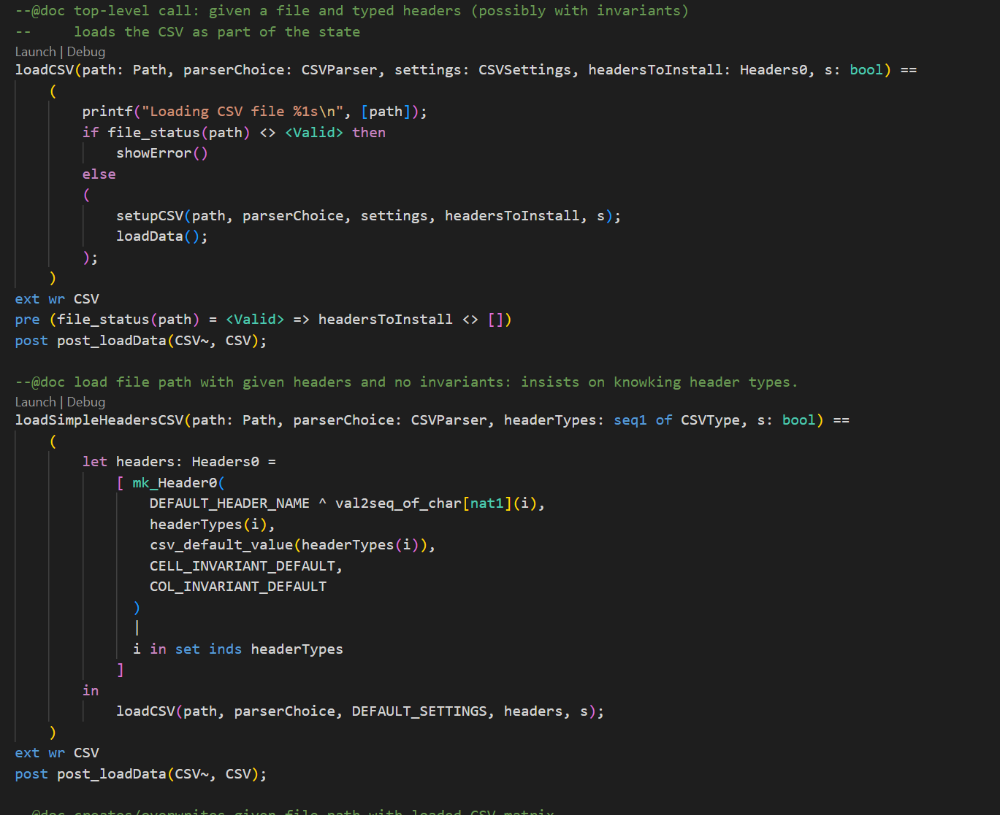 --@doc top-level call: given a file and typed headers (possibly with invariants)
--     loads the CSV as part of the state
Launch | Debug
loadCSV(path: Path, parserChoice: CSVParser, settings: CSVSettings, headersToInstall: Headers0, s: bool) ==
    (
        printf("Loading CSV file %1s\n", [path]);
        if file_status(path) <> <Valid> then
            showError()
        else
        (
            setupCSV(path, parserChoice, settings, headersToInstall, s);
            loadData();
        );
    )
ext wr CSV
pre (file_status(path) = <Valid> => headersToInstall <> [])
post post_loadData(CSV~, CSV);
--@doc load file path with given headers and no invariants: insists on knowking header types.
Launch | Debug
loadSimpleHeadersCSV(path: Path, parserChoice: CSVParser, headerTypes: seq1 of CSVType, s: bool) ==
    (
        let headers: Headers0 =
            [ mk_Header0(
                DEFAULT_HEADER_NAME ^ val2seq_of_char[nat1](i),
                headerTypes(i),
                csv_default_value(headerTypes(i)),
                CELL_INVARIANT_DEFAULT,
                COL_INVARIANT_DEFAULT
              )
              |
              i in set inds headerTypes
            ]
        in
            loadCSV(path, parserChoice, DEFAULT_SETTINGS, headers, s);
    )
ext wr CSV
post post_loadData(CSV~, CSV);
--@doc creates/overwrites given file path with loaded CSV matrix